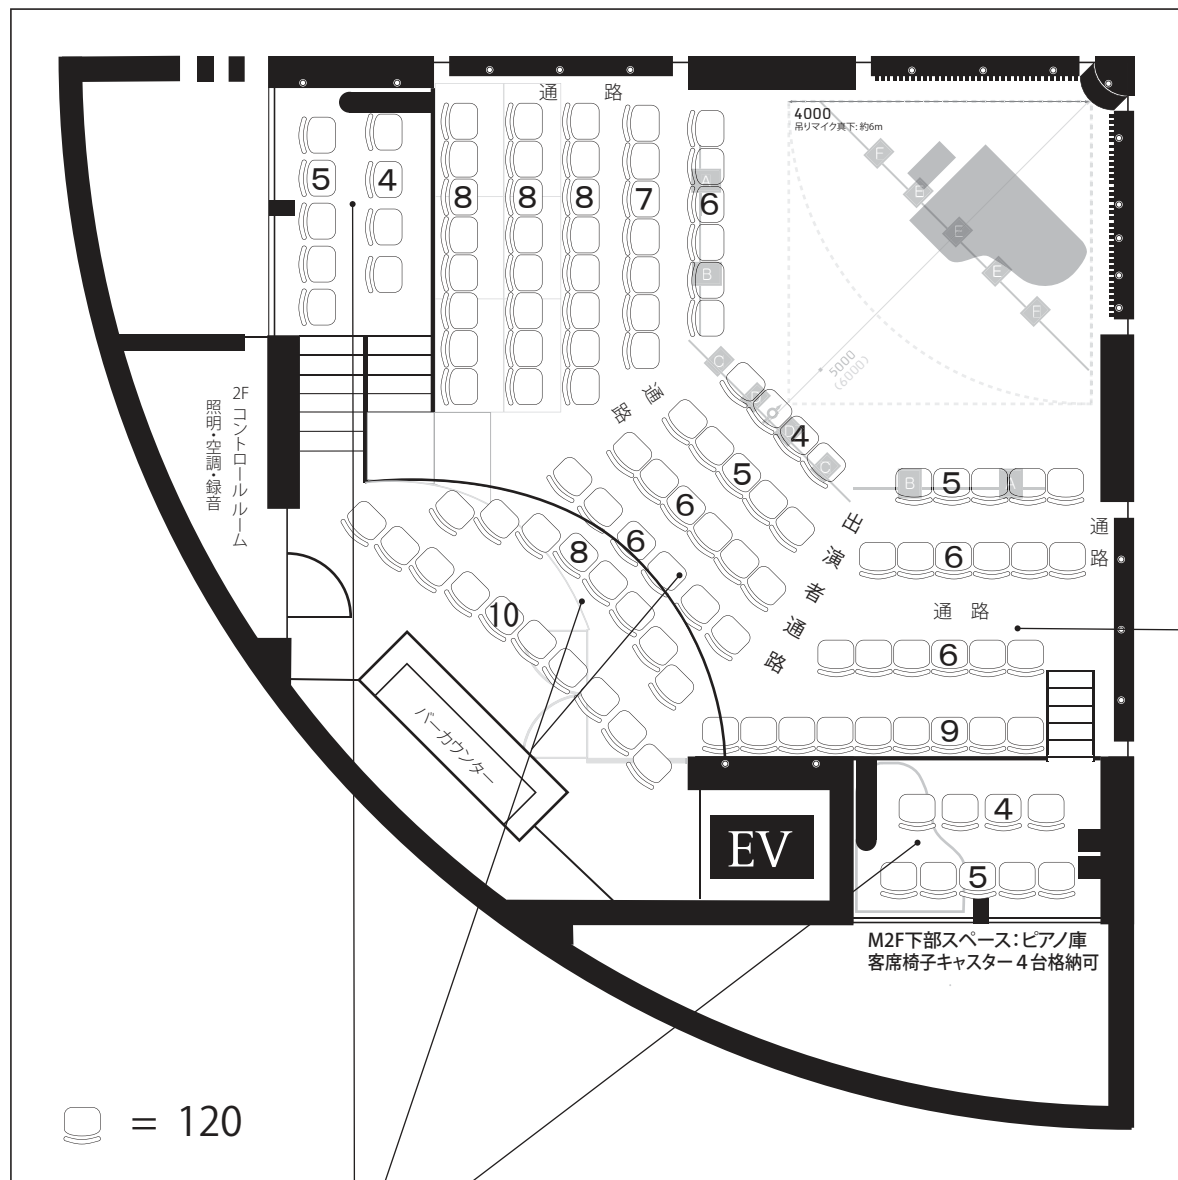 通 路
4000
吊りマイク真下: 約6m
F
E
E
E
F
5 4 8 8 8 7 6
A
B
C
D
D
C
5000
(6000)
通路
4
5
6
6
8
10
B
A
5
6
通路
通 路
6
9
出演者通路
2F コントロールルーム
照明・空調・録音
バーカウンター
EV
4
5
M2F下部スペース：ピアノ庫
客席椅子キャスター４台格納可
= 120